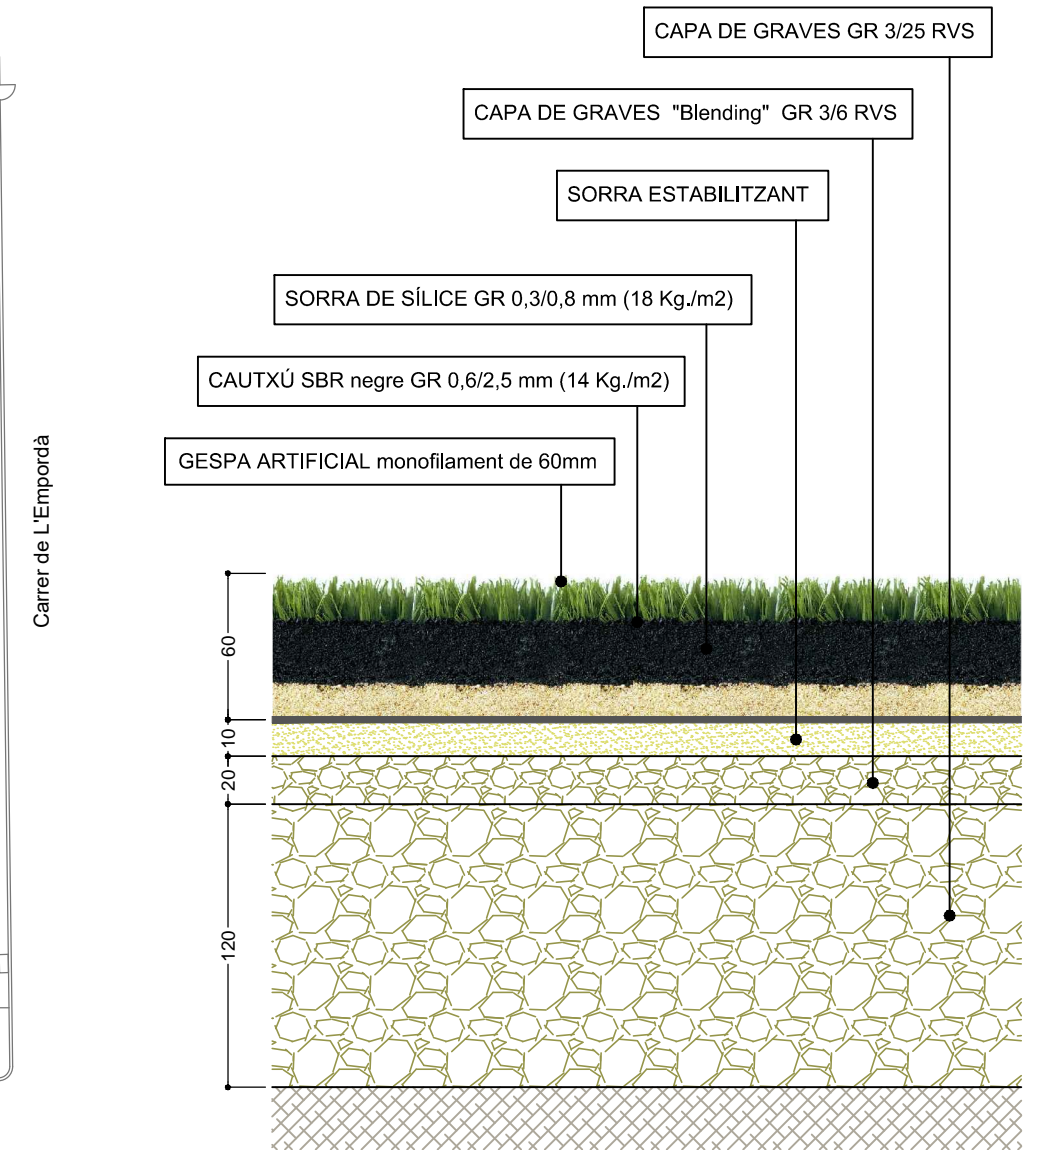 CAPA DE GRAVES GR 3/25 RVS
CAPA DE GRAVES "Blending" GR 3/6 RVS
SORRA ESTABILITZANT
SORRA DE SÍLICE GR 0,3/0,8 mm (18 Kg./m2)
CAUTXÚ SBR negre GR 0,6/2,5 mm (14 Kg./m2)
GESPA ARTIFICIAL monofilament de 60mm
Carrer de L'Empordà
60
10
20
120